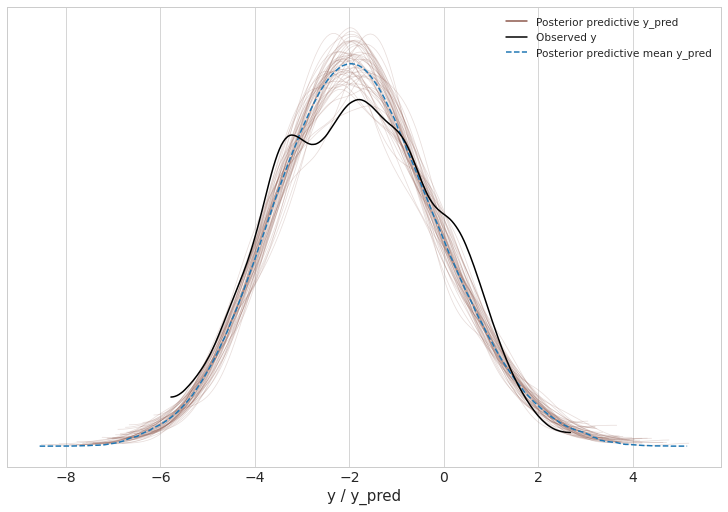 Posterior predictive y_pred
Observed y
Posterior predictive mean y_pred
−8 −6 −4 −2 0 2 4
y / y_pred